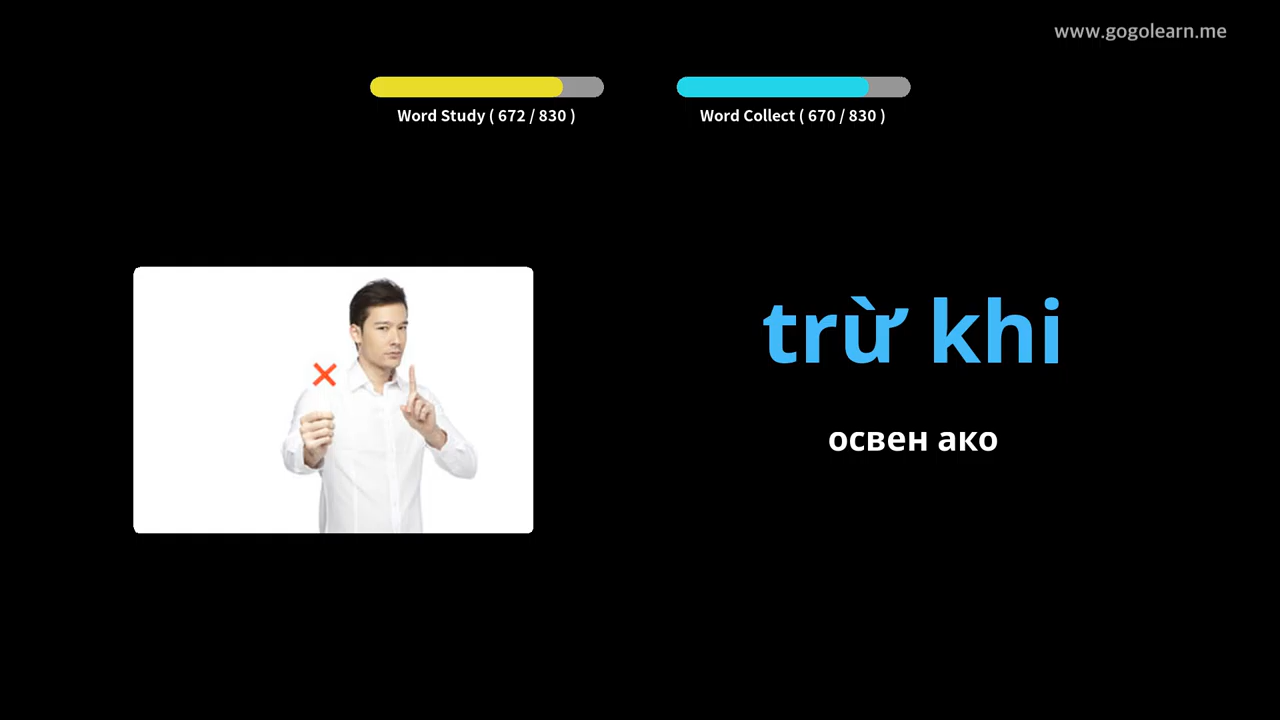 www.gogolearn.me
Word Study ( 672 / 830 )
Word Collect ( 670 / 830 )
trừ khi
освен ако